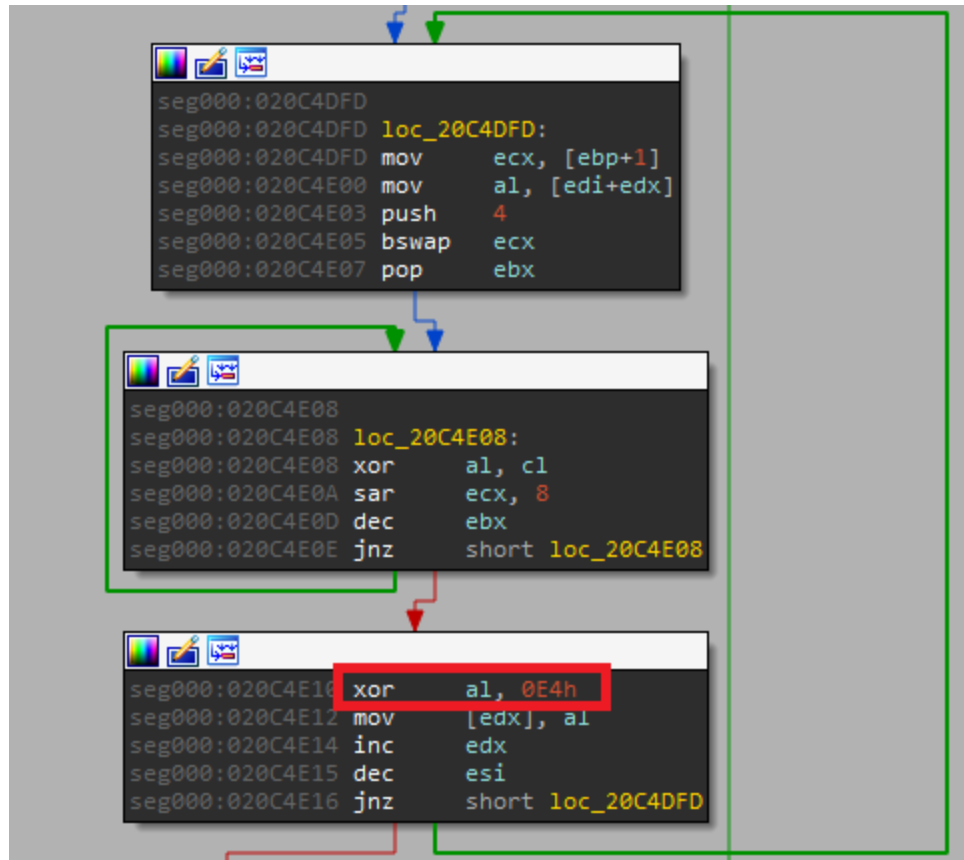 seg000:020C4DFD
seg000:020C4DFD loc_20C4DFD:
seg000:020C4DFD mov ecx, [ebp+1]
seg000:020C4E00 mov al, [edi+edx]
seg000:020C4E03 push 4
seg000:020C4E05 bswap ecx
seg000:020C4E07 pop ebx
seg000:020C4E08
seg000:020C4E08 loc_20C4E08:
seg000:020C4E08 xor al, cl
seg000:020C4E0A sar ecx, 8
seg000:020C4E0D dec ebx
seg000:020C4E0E jnz short loc_20C4E08
seg000:020C4E10 xor al, 0E4h
seg000:020C4E12 mov [edx], al
seg000:020C4E14 inc edx
seg000:020C4E15 dec esi
seg000:020C4E16 jnz short loc_20C4DFD